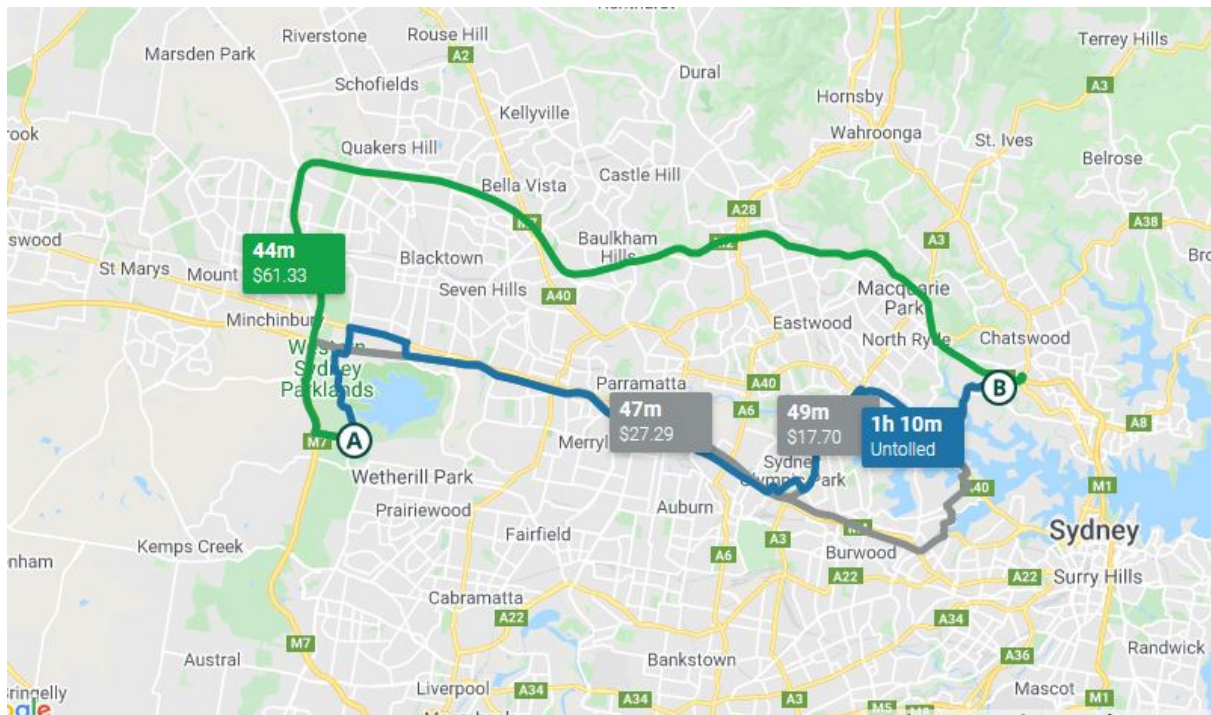 Riverstone
Rouse Hill
Marsden Park
A2
Terrey Hills
Dural
Schofields
A3
Kellyville
Hornsby
Wahroonga
St. Ives
Quakers Hill
Belrose
Castle Hill
Bella Vista
A28
A38
M7
Baulkham
Hills
M2
A3
44m
$61.33
Blacktown
St Marys
Mount
Seven Hills
A40
Macquarie
Park
Minchinbury
Eastwood
North Ryde
Chatswood
Western
Sydney
Parklands
Parramatta
A40
B
47m
$27.29
A6
49m
$17.70
1h 10m
Untolled
A8
M7
A
Merryl
Wetherill Park
Sydney
Olympic Park
A40
M1
Prairiewood
Auburn
Kemps Creek
Fairfield
A3
M4
Sydney
Burwood
A6
A22
A22
Surry Hills
Cabramatta
A22
A34
M7
A36
Randwick
Austral
Bankstown
Liverpool
A34
A34
A3
M5
Mascot
M1